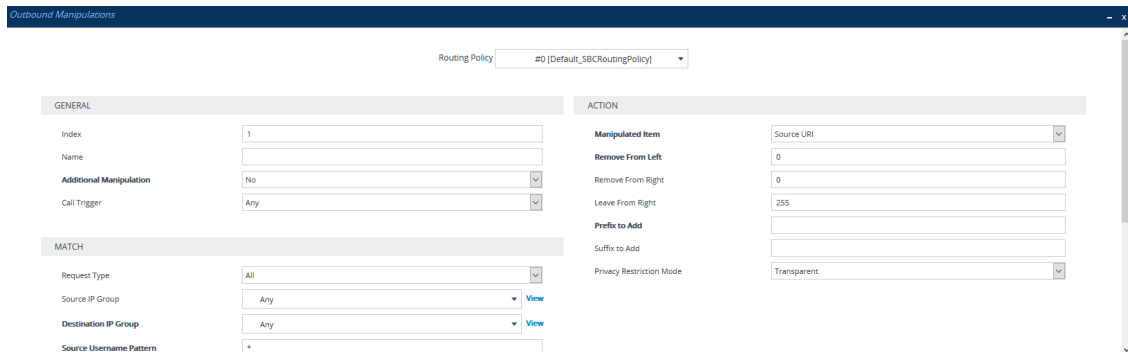 Outbound Manipulations
– x
Routing Policy #0 [Default_SBCRoutingPolicy]
GENERAL
Index 1
Name
Additional Manipulation No
Call Trigger Any
MATCH
Request Type All
Source IP Group Any View
Destination IP Group Any View
Source Username Pattern *
ACTION
Manipulated Item Source URI
Remove From Left 0
Remove From Right 0
Leave From Right 255
Prefix to Add
Suffix to Add
Privacy Restriction Mode Transparent